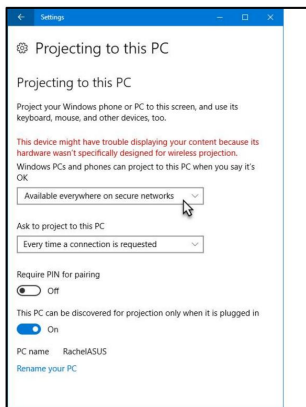 Settings
Projecting to this PC
Projecting to this PC
Project your Windows phone or PC to this screen, and use its
keyboard, mouse, and other devices, too.
This device might have trouble displaying your content because its
hardware wasn't specifically designed for wireless projection.
Windows PCs and phones can project to this PC when you say it's
OK
Available everywhere on secure networks
Ask to project to this PC
Every time a connection is requested
Require PIN for pairing
Off
This PC can be discovered for projection only when it is plugged in
On
PC name RachelASUS
Rename your PC